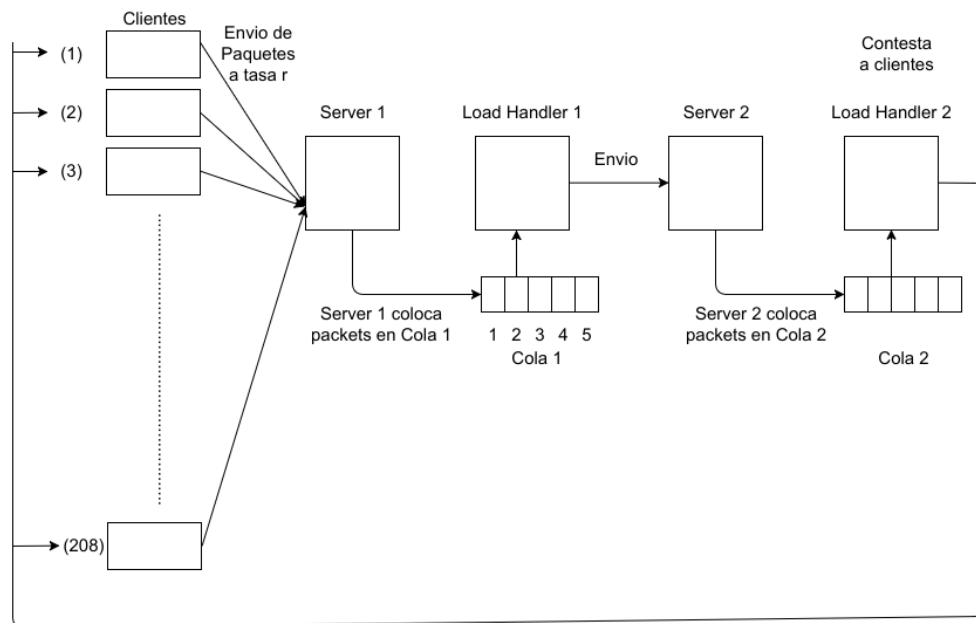 Clientes
(1)
(2)
(3)
(208)
Envio de
Paquetes
a tasa r
Server 1
Server 1 coloca
packets en Cola 1
Load Handler 1
1 2 3 4 5
Cola 1
Envio
Server 2
Server 2 coloca
packets en Cola 2
Contesta
a clientes
Load Handler 2
Cola 2